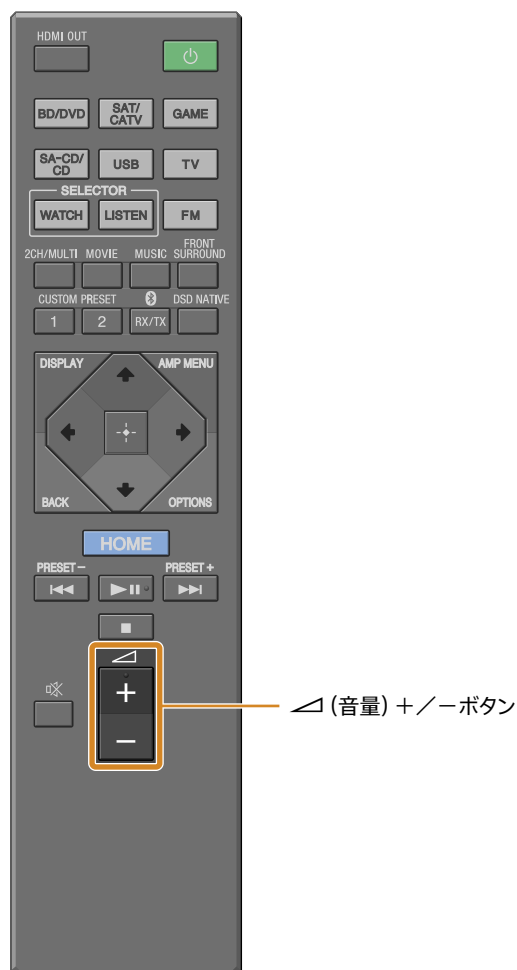 HDMI OUT
BD/DVD
SAT/
CATV
GAME
SA-CD/
CD
USB
TV
SELECTOR
WATCH
LISTEN
FM
2CH/MULTI MOVIE MUSIC FRONT
SURROUND
CUSTOM PRESET
DSD NATIVE
1
2
RX/TX
DISPLAY
AMP MENU
BACK
OPTIONS
HOME
PRESET－
PRESET＋
＋
－
(音量) ＋／－ボタン